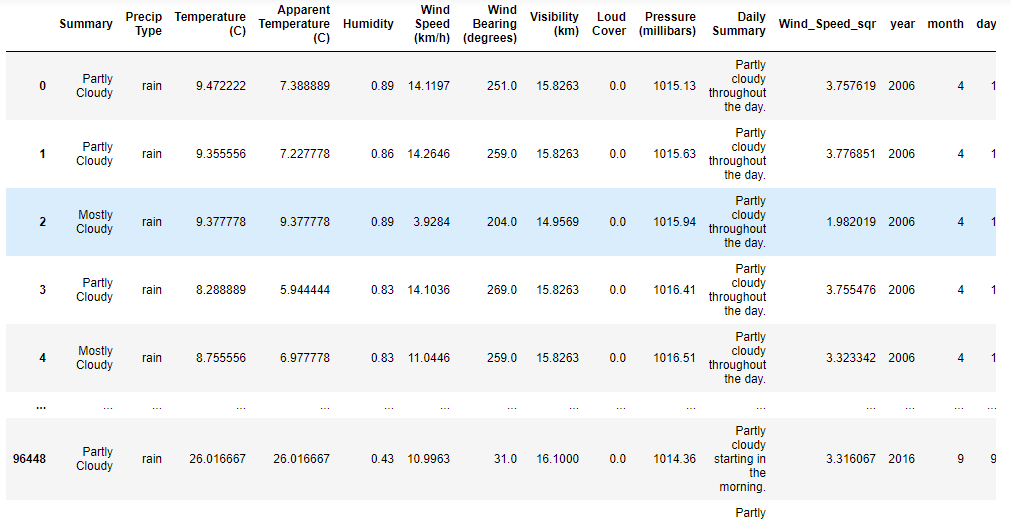 Summary Precip Type Temperature (C) Apparent Temperature (C) Humidity Wind Speed (km/h) Wind Bearing (degrees) Visibility (km) Loud Cover Pressure (millibars) Daily Summary Wind_Speed_sqr year month day
0 Partly Cloudy rain 9.472222 7.388889 0.89 14.1197 251.0 15.8263 0.0 1015.13 Partly cloudy throughout the day. 3.757619 2006 4 1
1 Partly Cloudy rain 9.355556 7.227778 0.86 14.2646 259.0 15.8263 0.0 1015.63 Partly cloudy throughout the day. 3.776851 2006 4 1
2 Mostly Cloudy rain 9.377778 9.377778 0.89 3.9284 204.0 14.9569 0.0 1015.94 Partly cloudy throughout the day. 1.982019 2006 4 1
3 Partly Cloudy rain 8.288889 5.944444 0.83 14.1036 269.0 15.8263 0.0 1016.41 Partly cloudy throughout the day. 3.755476 2006 4 1
4 Mostly Cloudy rain 8.755556 6.977778 0.83 11.0446 259.0 15.8263 0.0 1016.51 Partly cloudy throughout the day. 3.323342 2006 4 1
... ... ... ... ... ... ... ... ... ... ... ... ... ... ... ...
96448 Partly Cloudy rain 26.016667 26.016667 0.43 10.9963 31.0 16.1000 0.0 1014.36 Partly cloudy starting in the morning. 3.316067 2016 9 9
Partly